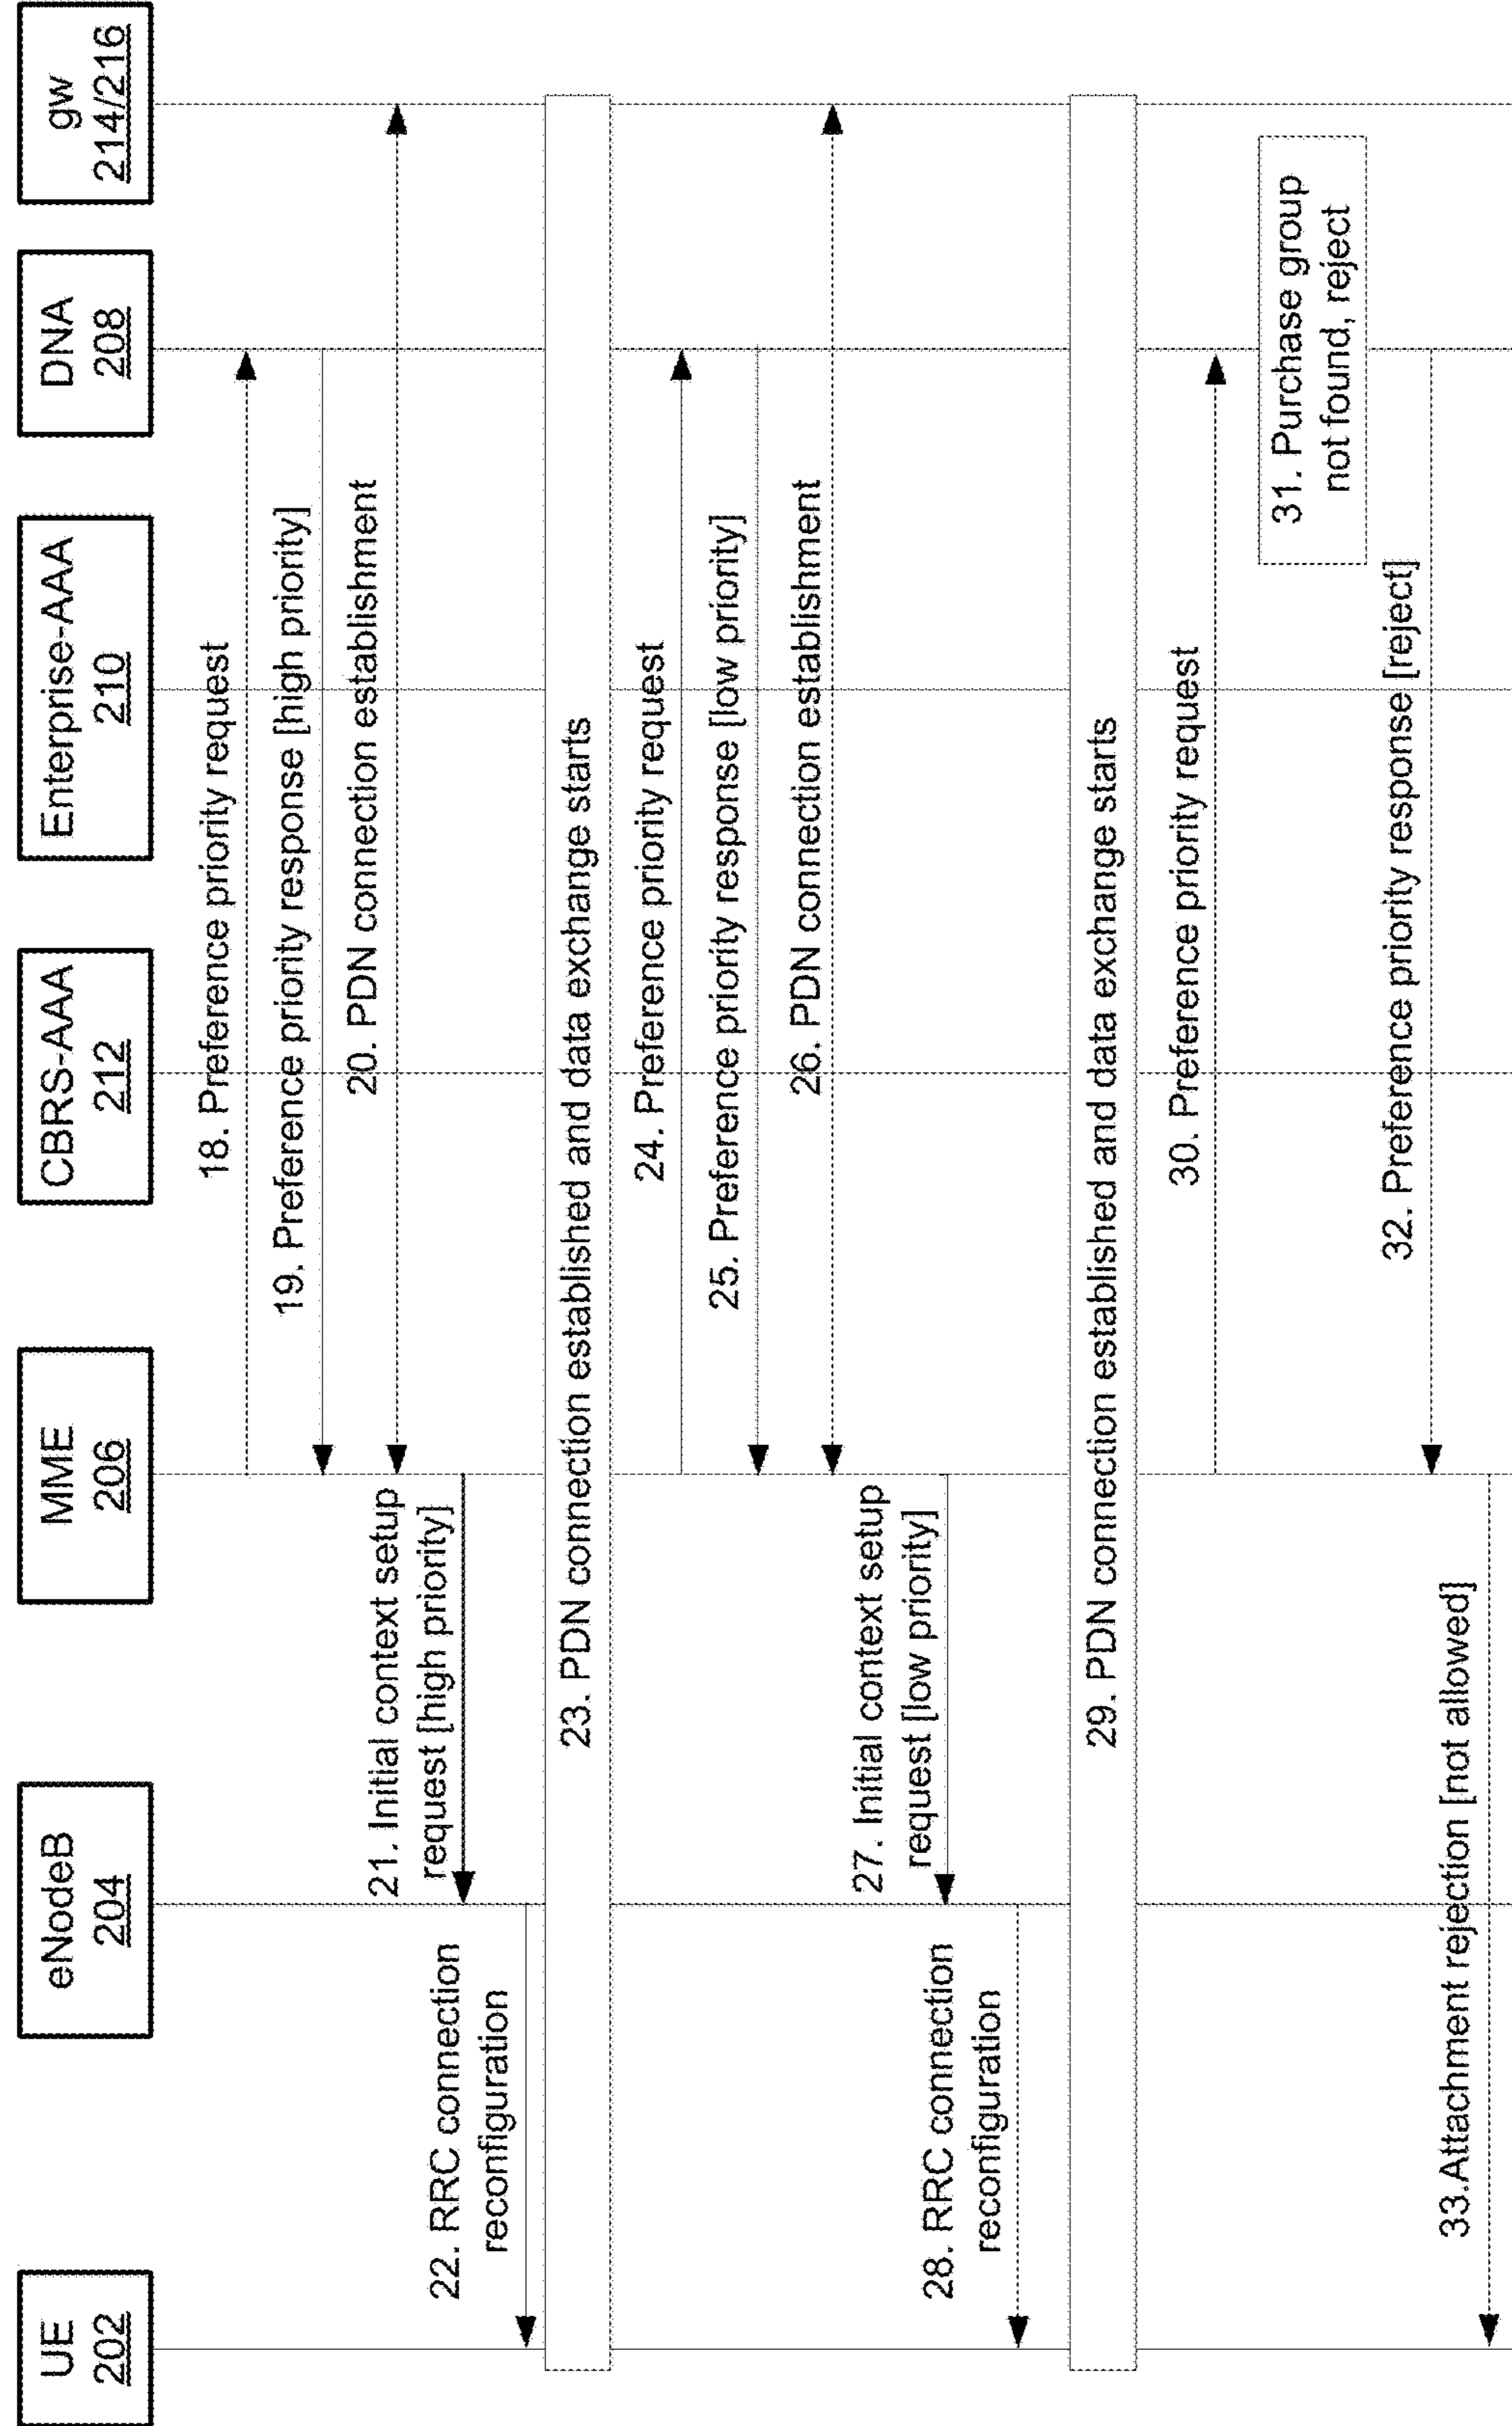 UE
202
eNodeB
204
MME
206
CBRS-AAA
212
Enterprise-AAA
210
DNA
208
gw
214/216
18. Preference priority request
19. Preference priority response [high priority]
20. PDN connection establishment
21. Initial context setup
request [high priority]
22. RRC connection
reconfiguration
23. PDN connection established and data exchange starts
24. Preference priority request
25. Preference priority response [low priority]
26. PDN connection establishment
27. Initial context setup
request [low priority]
28. RRC connection
reconfiguration
29. PDN connection established and data exchange starts
30. Preference priority request
31. Purchase group
not found, reject
32. Preference priority response [reject]
33.Attachment rejection [not allowed]